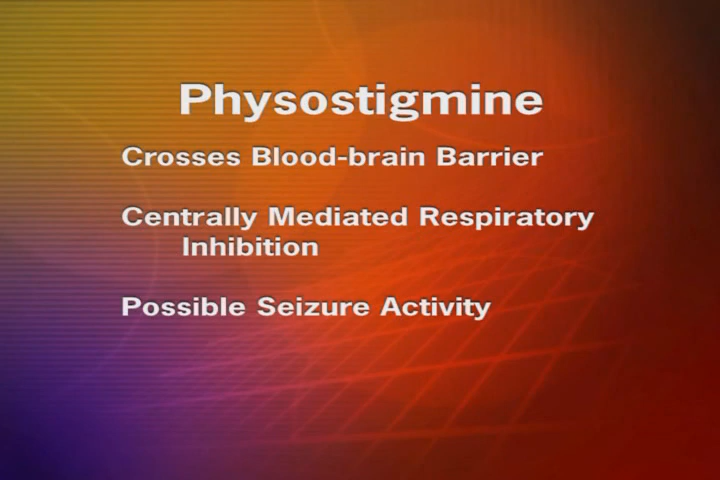 Physostigmine
Crosses Blood-brain Barrier
Centrally Mediated Respiratory
Inhibition
Possible Seizure Activity